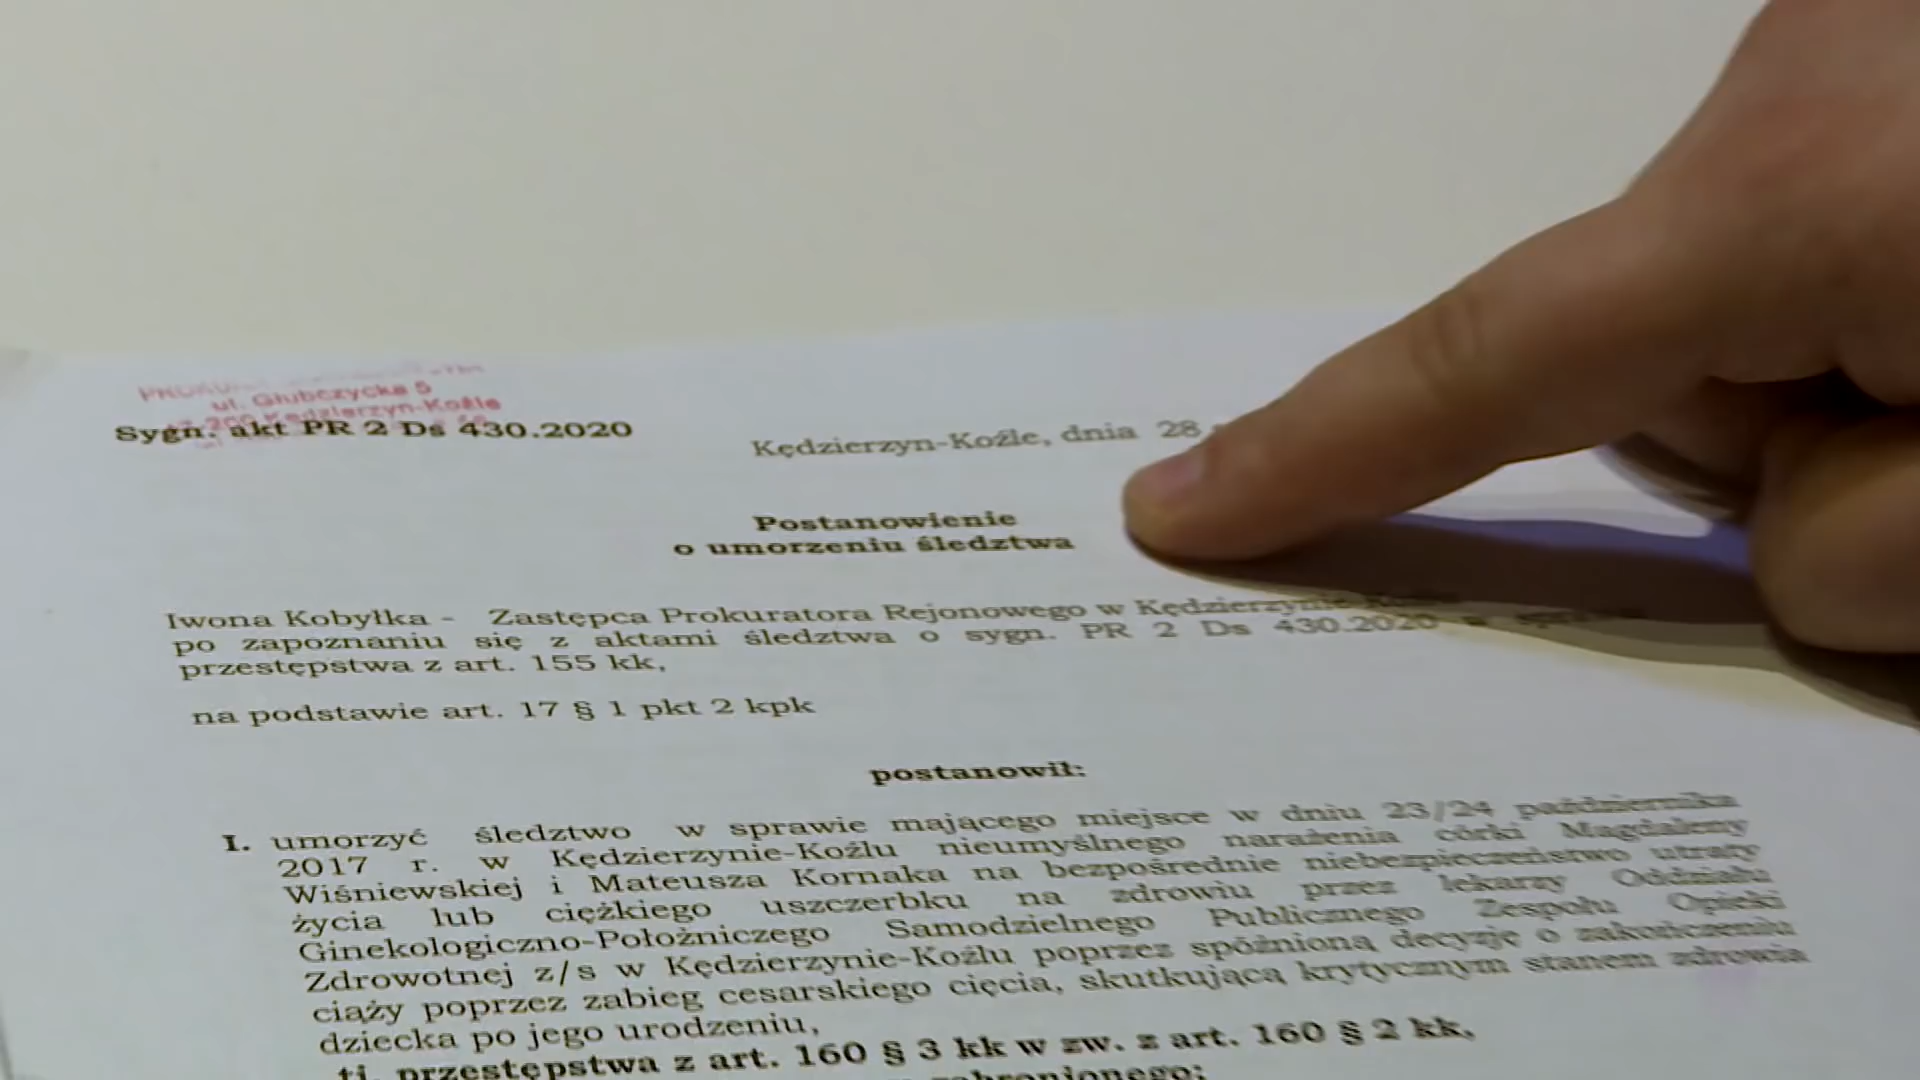 ul. Głubczycka 5
Kędzierzyn-Koźle
Sygn. akt PR 2 Ds 430.2020
Kędzierzyn-Koźle, dnia 28
Postanowienie
o umorzeniu śledztwa
Iwona Kobyłka - Zastępca Prokuratora Rejonowego w Kędzierzynie
po zapoznaniu się z aktami śledztwa o sygn. PR 2 Ds 430.2020
przestępstwa z art. 155 kk,
na podstawie art. 17 § 1 pkt 2 kpk
postanowił:
I. umorzyć śledztwo w sprawie mającego miejsce w dniu 23/24 października
2017 r. w Kędzierzynie-Koźlu nieumyślnego narażenia córki Magdaleny
Wiśniewskiej i Mateusza Kornaka na bezpośrednie niebezpieczeństwo utraty
życia lub ciężkiego uszczerbku na zdrowiu przez lekarzy Oddziału
Ginekologiczno-Położniczego Samodzielnego Publicznego Zespołu Opieki
Zdrowotnej z/s w Kędzierzynie-Koźlu poprzez spóźnioną decyzję o zakończeniu
ciąży poprzez zabieg cesarskiego cięcia, skutkującą krytycznym stanem zdrowia
dziecka po jego urodzeniu,
tj. przestępstwa z art. 160 § 3 kk w zw. z art. 160 § 2 kk,
zabronionego;